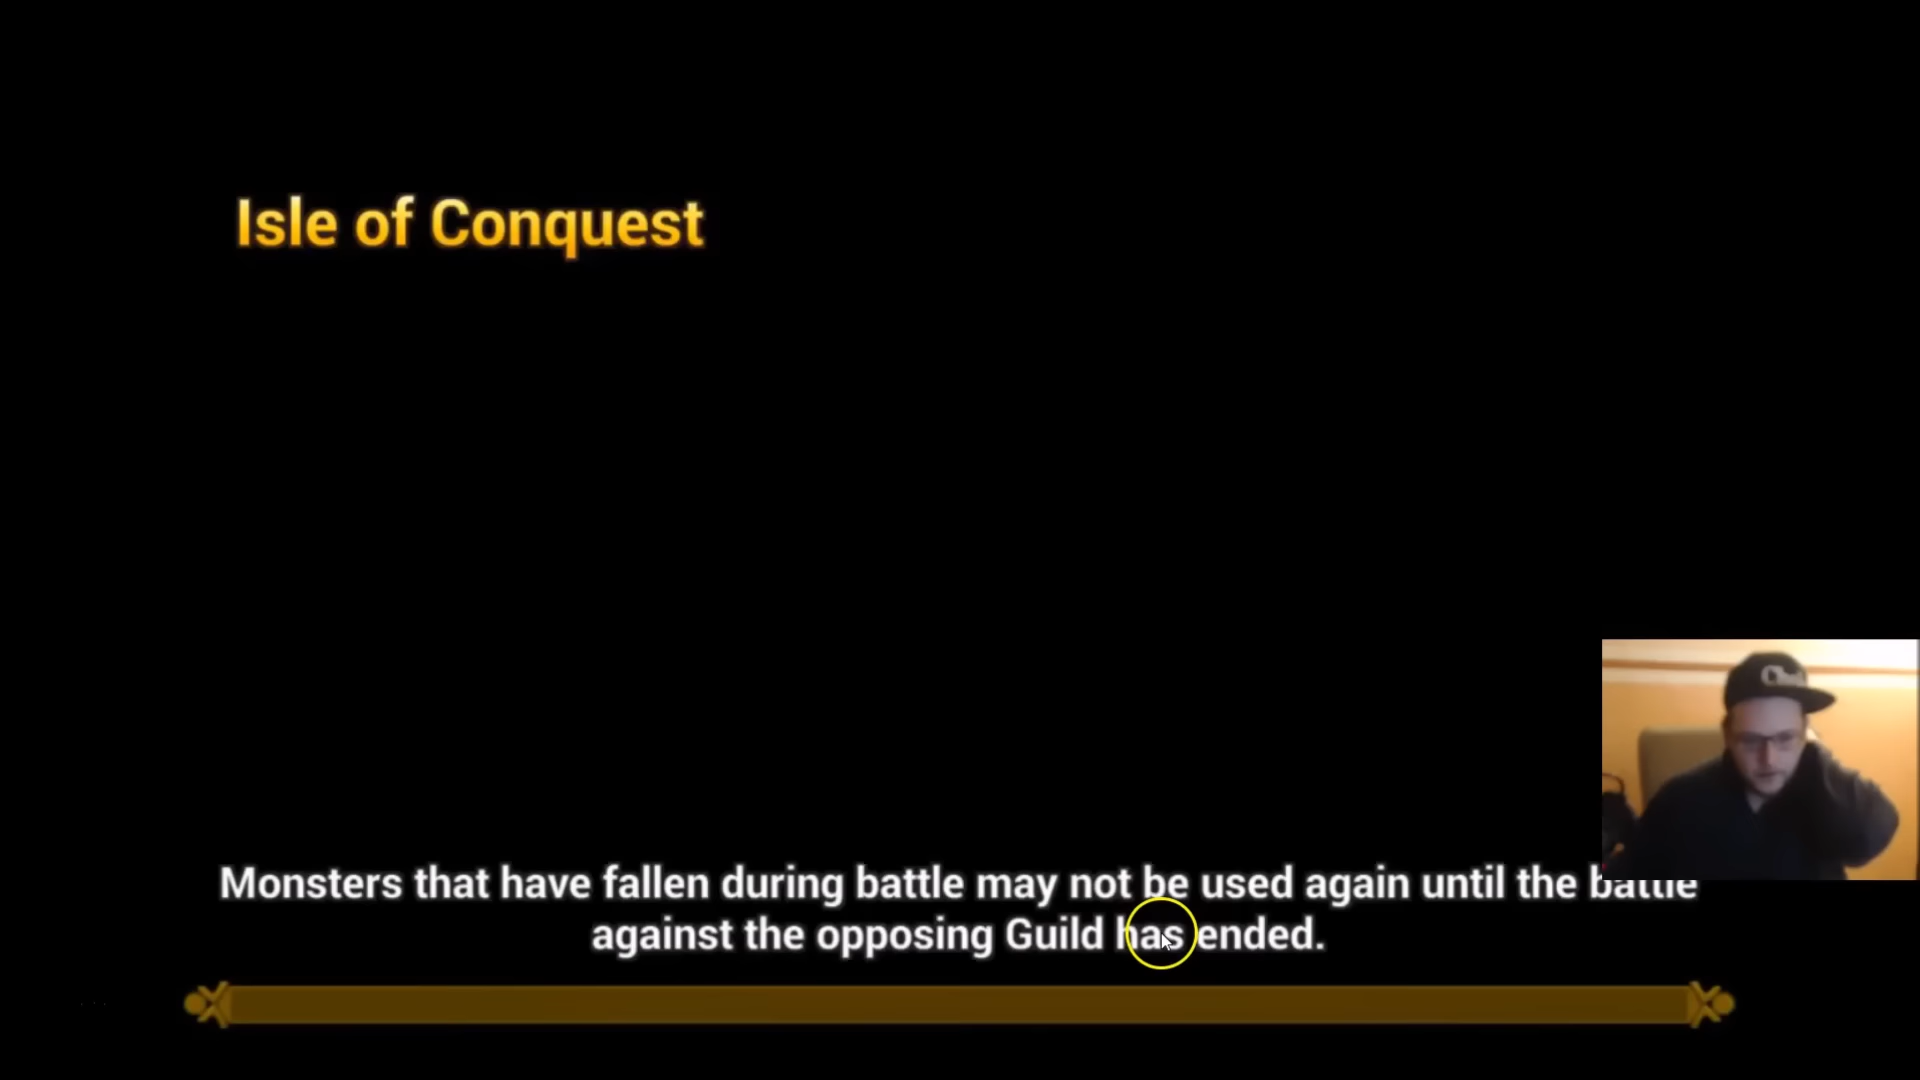 Isle of Conquest
Monsters that have fallen during battle may not be used again until the battle
against the opposing Guild has ended.